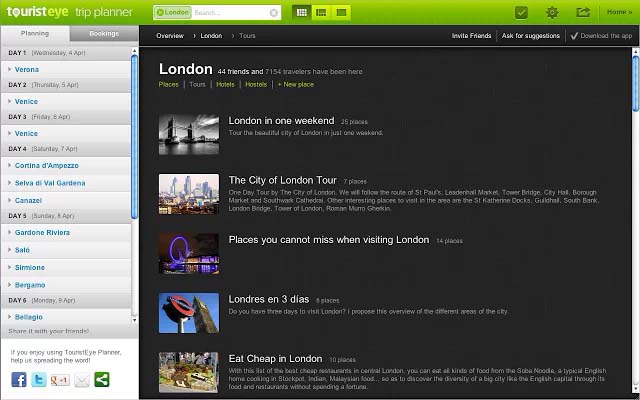 touristeye trip planner
London
Search...
Home »
Planning
Bookings
Overview › London › Tours
Invite Friends
Ask for suggestions
Download the app
DAY 1 (Wednesday, 4 Apr)
Verona
DAY 2 (Thursday, 5 Apr)
Venice
DAY 3 (Friday, 6 Apr)
Venice
DAY 4 (Saturday, 7 Apr)
Cortina d'Ampezzo
Selva di Val Gardena
Canazei
DAY 5 (Sunday, 8 Apr)
Gardone Riviera
Saló
Sirmione
Bergamo
DAY 6 (Monday, 9 Apr)
Bellagio
Share it with your friends!
If you enjoy using TouristEye Planner,
help us spreading the word!
+1
London 44 friends and 7154 travelers have been here
Places
Tours
Hotels
Hostels
+ New place
London in one weekend 25 places
Tour the beautiful city of London in just one weekend.
The City of London Tour 7 places
One Day Tour by The City of London. We will follow the route of St Paul's, Leadenhall Market, Tower Bridge, City Hall, Borough
Market and Southwark Cathedral. Other interesting places to visit in the area are the St Katherine Docks, Guildhall, South Bank,
London Bridge, Tower of London, Roman Murro Gherkin.
Places you cannot miss when visiting London 14 places
Londres en 3 días 6 places
Do you have three days to visit London? I propose this overview of the different areas of the city.
Eat Cheap in London 10 places
With this list of the best cheap restaurants in central London, you can eat all kinds of food from the Soba Noodle, a typical English
home cooking in Stockpot, Indian, Malaysian food... so as to discover the diversity of a big city like the English capital through its
food and restaurants without spending a fortune.